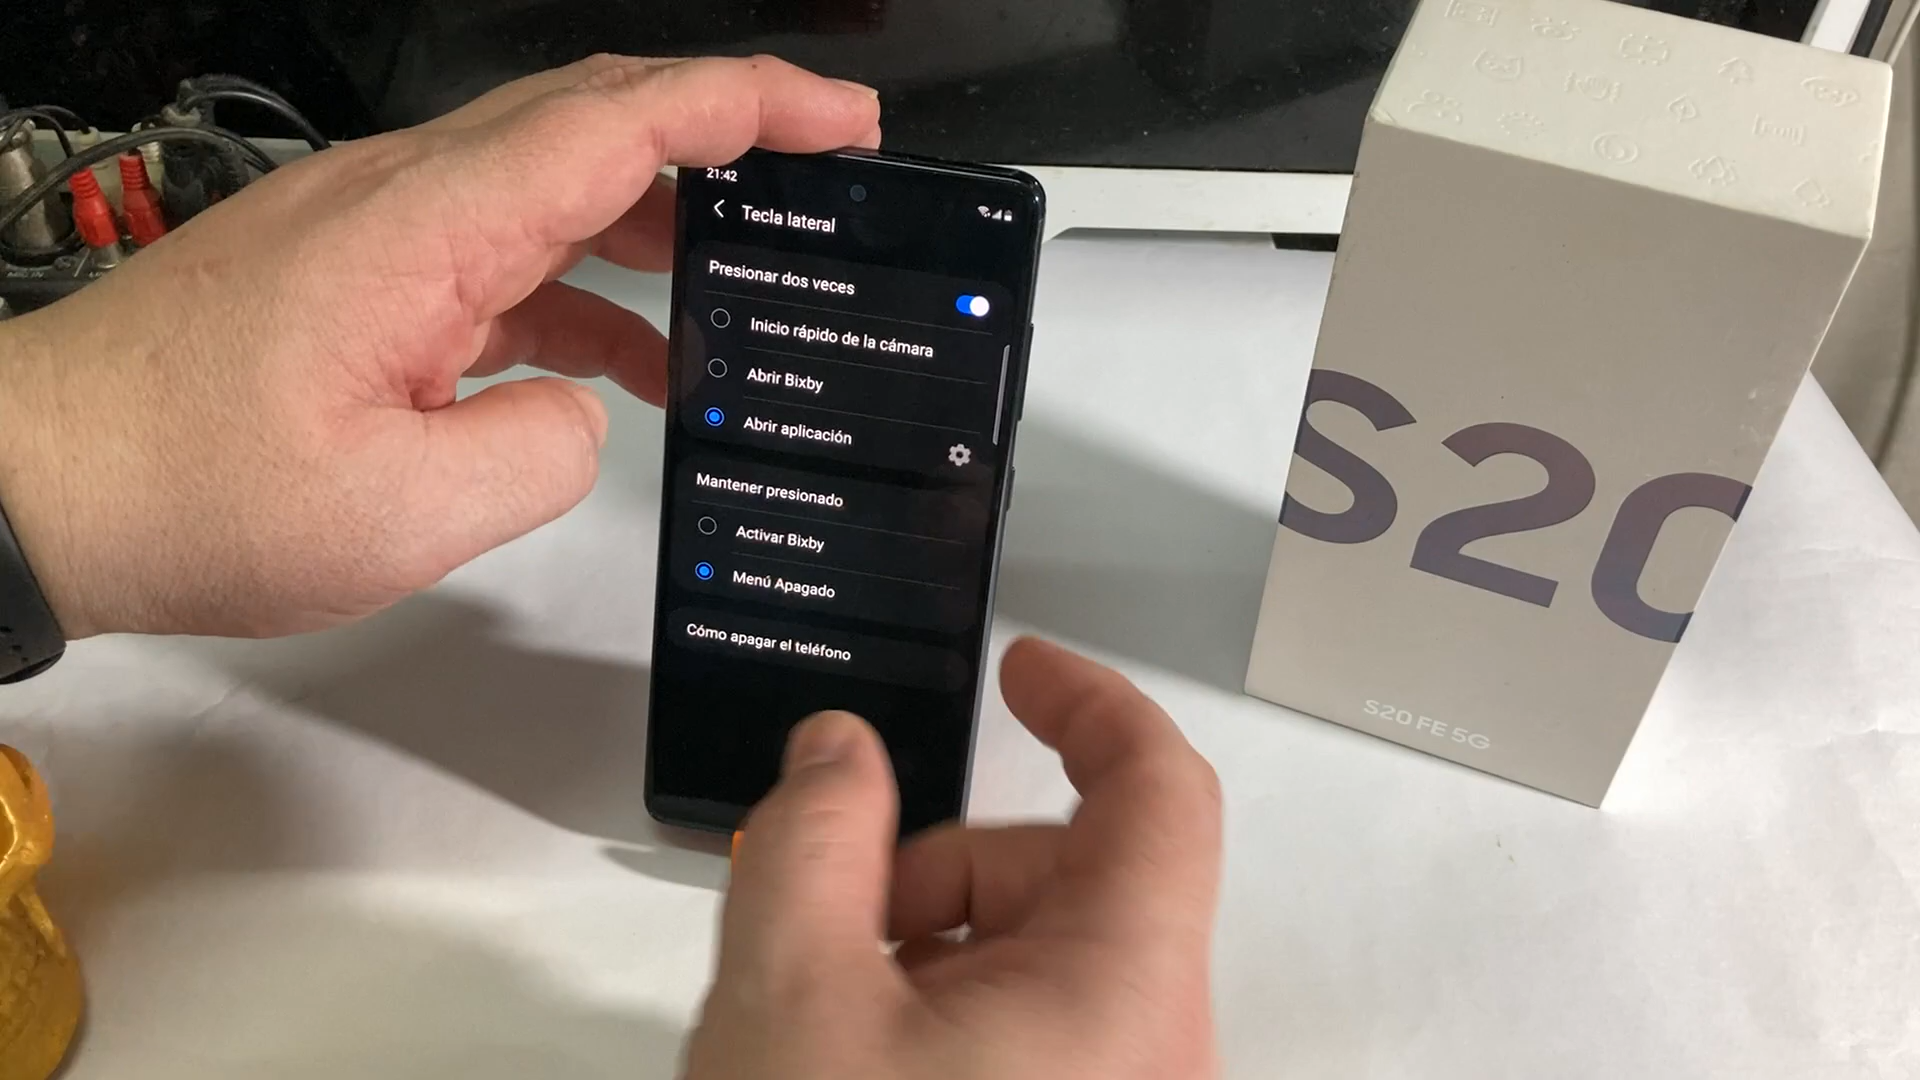 21:42
Tecla lateral
Presionar dos veces
Inicio rápido de la cámara
Abrir Bixby
Abrir aplicación
Mantener presionado
Activar Bixby
Menú Apagado
Cómo apagar el teléfono
S20
S20 FE 5G